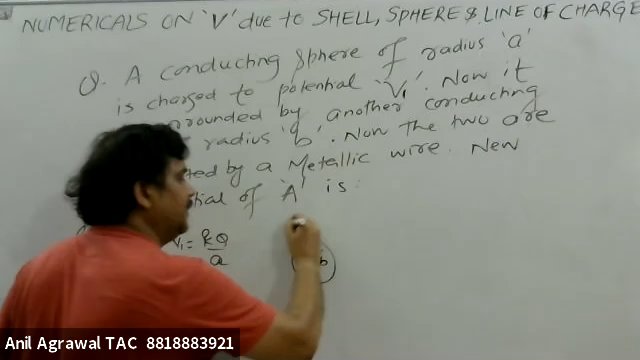 NUMERICALS ON 'V' due to SHELL, SPHERE & LINE OF CHARGE
Q. A conducting sphere of radius 'a'
is charged to potential 'V₁'. Now it
by another conducting
radius 'b'. Now the two are
by a Metallic wire. New
of 'A' is :
V₁ = kQ
a
b
Anil Agrawal TAC 8818883921